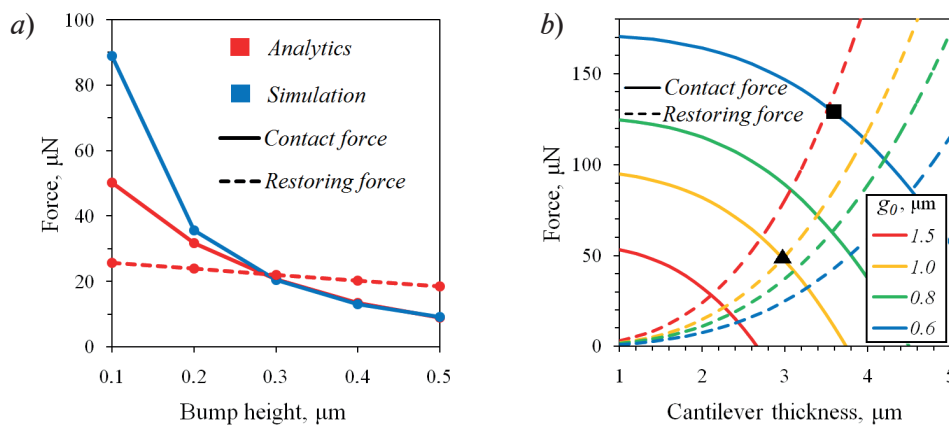 a)
100
80
60
40
20
0
Force, μN
Analytics
Simulation
Contact force
Restoring force
0.1 0.2 0.3 0.4 0.5
Bump height, μm
b)
150
100
50
0
Force, μN
Contact force
Restoring force
g0, μm
1.5
1.0
0.8
0.6
1 2 3 4 5
Cantilever thickness, μm